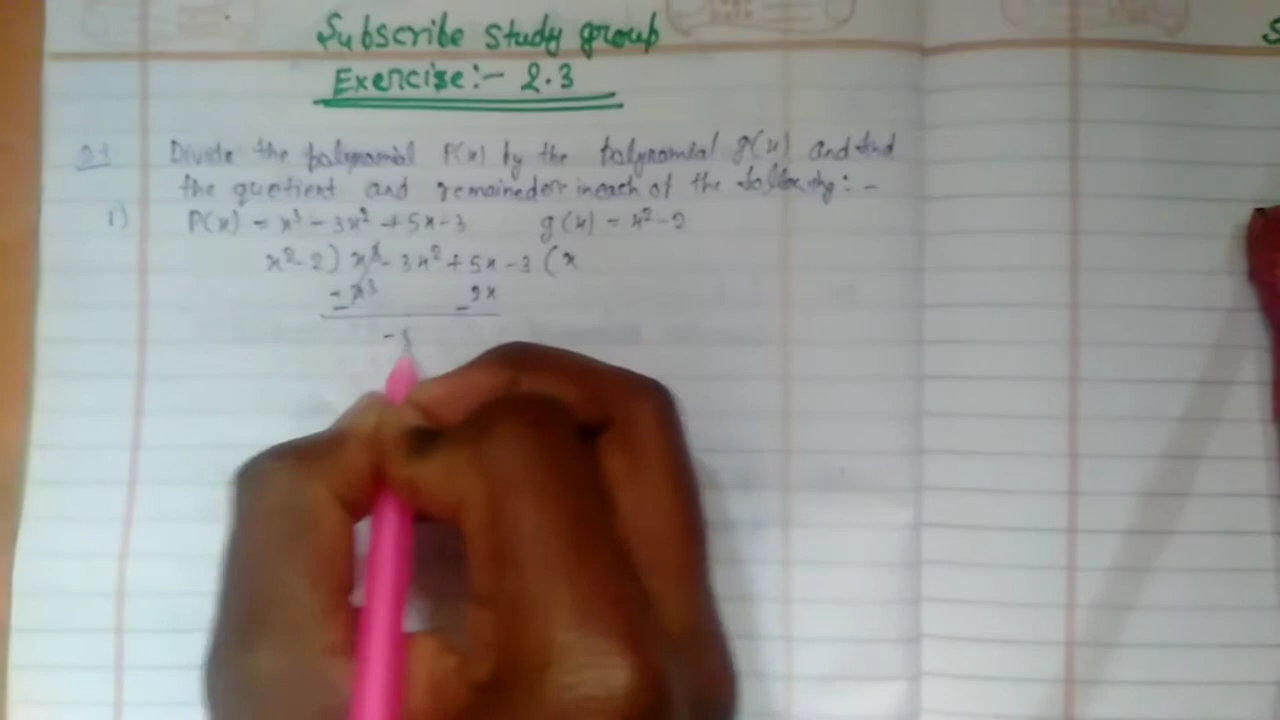 Subscribe study group
Exercise:- 2.3
Q1 Divide the polynomial P(x) by the polynomial g(x) and find
the quotient and remaineder in each of the following:-
i) P(x) = x³ - 3x² + 5x - 3 g(x) = x² - 2
x² - 2) x³ - 3x² + 5x - 3 (x
- x³ - 2x
-
S